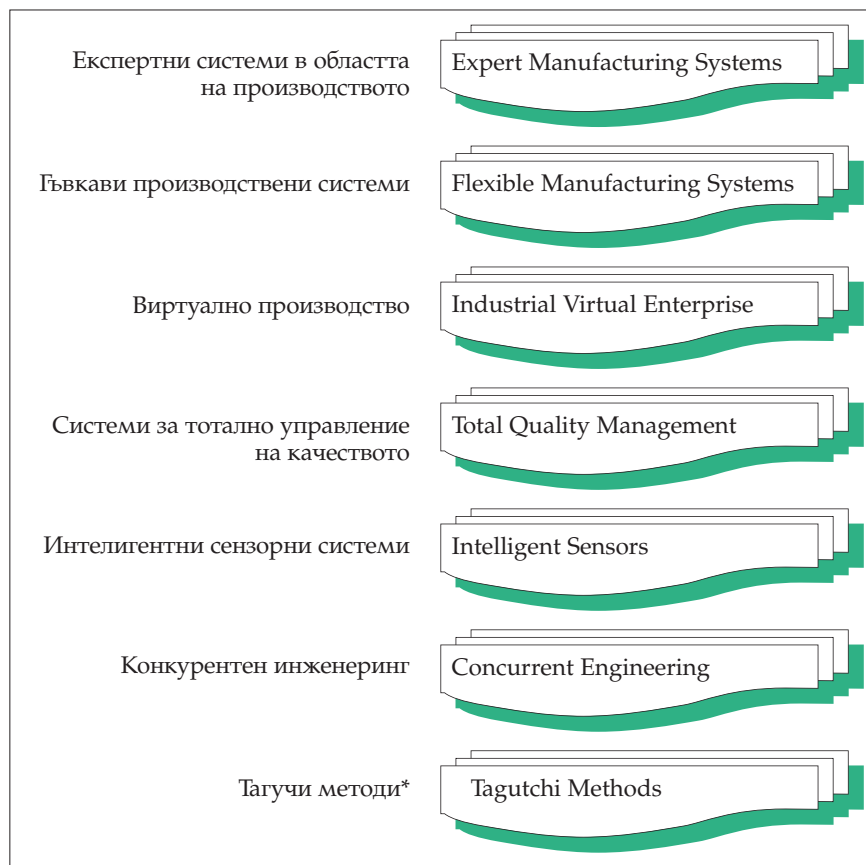 Експертни системи в областта
на производството
Expert Manufacturing Systems
Гъвкави производствени системи
Flexible Manufacturing Systems
Виртуално производство
Industrial Virtual Enterprise
Системи за тотално управление
на качеството
Total Quality Management
Интелигентни сензорни системи
Intelligent Sensors
Конкурентен инженеринг
Concurrent Engineering
Тагучи методи*
Tagutchi Methods